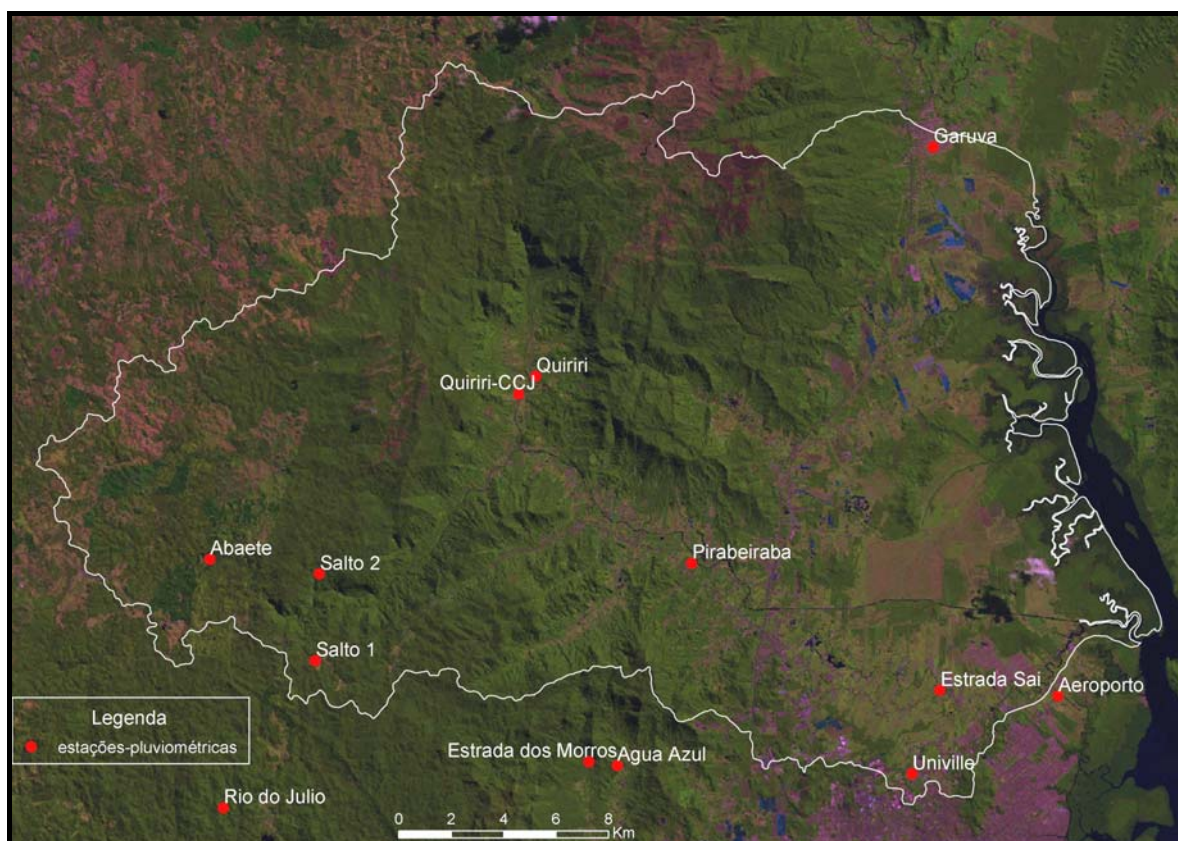 Garuva
Quiriri
Quiriri-CCJ
Abaete
Salto 2
Pirabeiraba
Salto 1
Estrada Sai
Aeroporto
Legenda
estações-pluviométricas
Estrada dos Morros
Agua Azul
Univille
Rio do Julio
0 2 4 6 8
Km